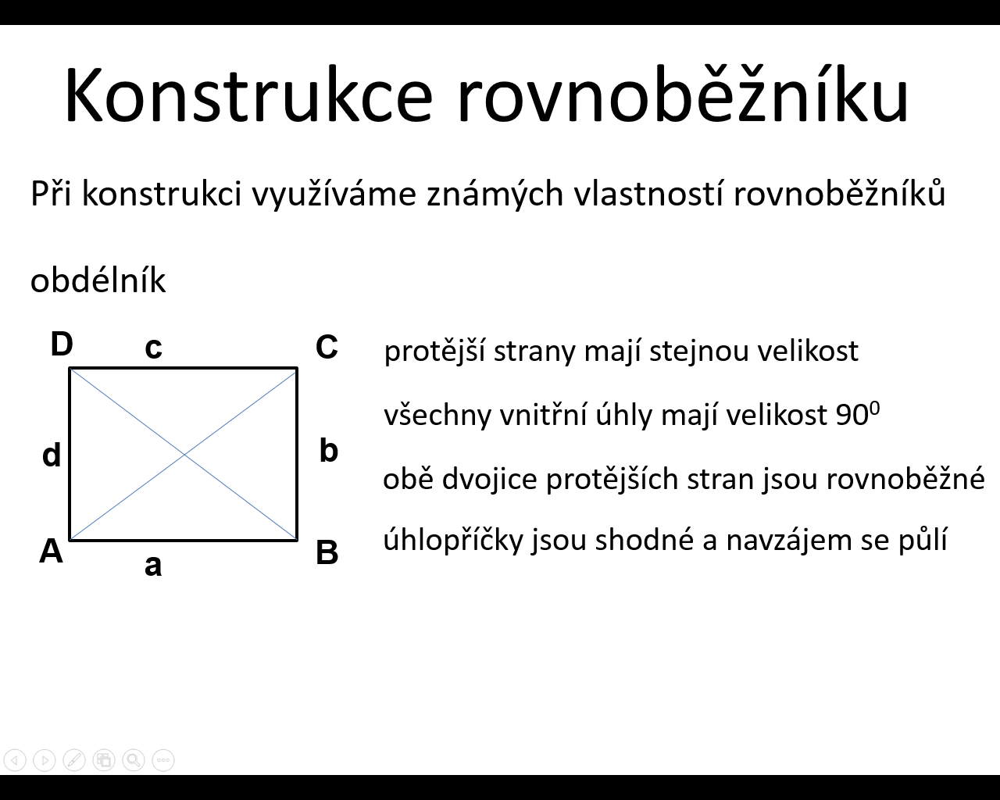 Konstrukce rovnoběžníku
Při konstrukci využíváme známých vlastností rovnoběžníků
obdélník
D c C
d b
A a B
protější strany mají stejnou velikost
všechny vnitřní úhly mají velikost 90⁰
obě dvojice protějších stran jsou rovnoběžné
úhlopříčky jsou shodné a navzájem se půlí